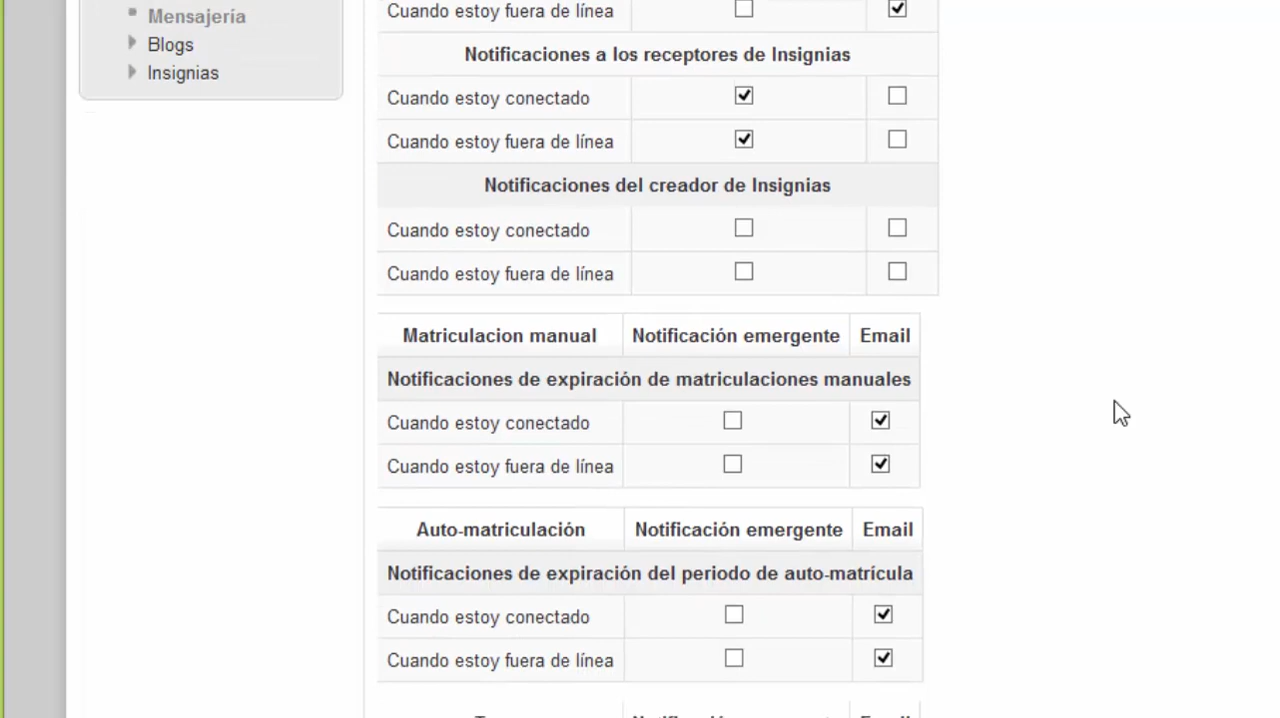 Mensajería
Blogs
Insignias
Cuando estoy fuera de línea
Notificaciones a los receptores de Insignias
Cuando estoy conectado
Cuando estoy fuera de línea
Notificaciones del creador de Insignias
Cuando estoy conectado
Cuando estoy fuera de línea
Matriculacion manual Notificación emergente Email
Notificaciones de expiración de matriculaciones manuales
Cuando estoy conectado
Cuando estoy fuera de línea
Auto-matriculación Notificación emergente Email
Notificaciones de expiración del periodo de auto-matrícula
Cuando estoy conectado
Cuando estoy fuera de línea